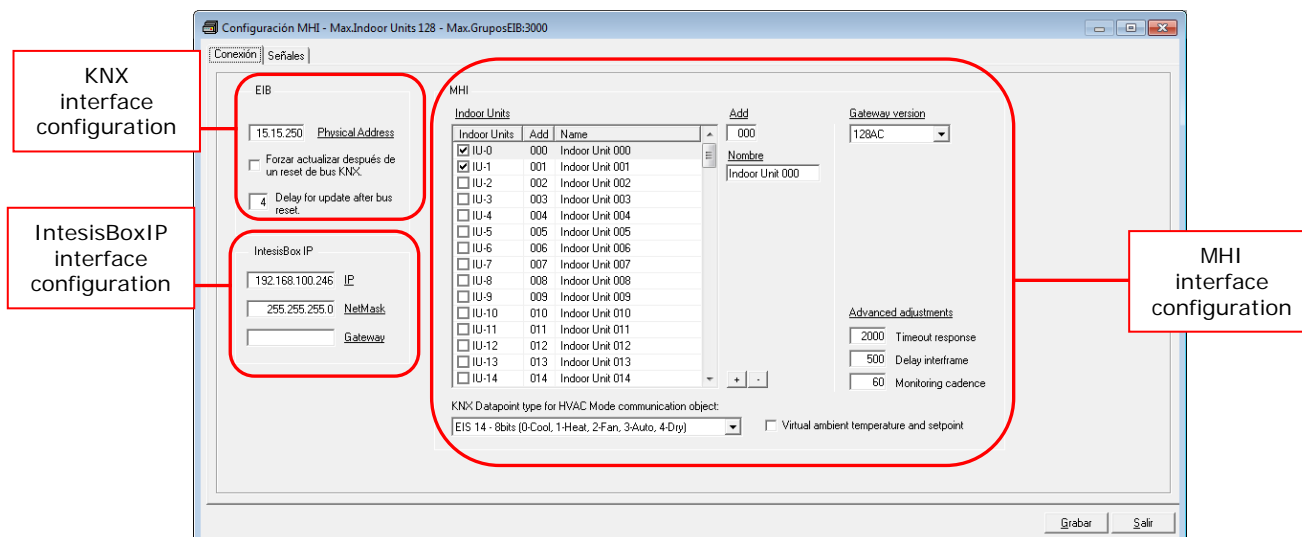 Configuración MHI - Max.Indoor Units 128 - Max.GruposEIB:3000
Conexión Señales
KNX
interface
configuration
EIB
15.15.250 Physical Address
Forzar actualizar después de
un reset de bus KNX.
4 Delay for update after bus
reset.
IntesisBoxIP
interface
configuration
IntesisBox IP
192.168.100.246 IP
255.255.255.0 NetMask
Gateway
MHI
Indoor Units
Indoor Units Add Name
IU-0 000 Indoor Unit 000
IU-1 001 Indoor Unit 001
IU-2 002 Indoor Unit 002
IU-3 003 Indoor Unit 003
IU-4 004 Indoor Unit 004
IU-5 005 Indoor Unit 005
IU-6 006 Indoor Unit 006
IU-7 007 Indoor Unit 007
IU-8 008 Indoor Unit 008
IU-9 009 Indoor Unit 009
IU-10 010 Indoor Unit 010
IU-11 011 Indoor Unit 011
IU-12 012 Indoor Unit 012
IU-13 013 Indoor Unit 013
IU-14 014 Indoor Unit 014
Add
000
Nombre
Indoor Unit 000
+ -
Gateway version
128AC
Advanced adjustments
2000 Timeout response
500 Delay interframe
60 Monitoring cadence
KNX Datapoint type for HVAC Mode communication object:
EIS 14 - 8bits (0-Cool, 1-Heat, 2-Fan, 3-Auto, 4-Dry)
Virtual ambient temperature and setpoint
MHI
interface
configuration
Grabar Salir